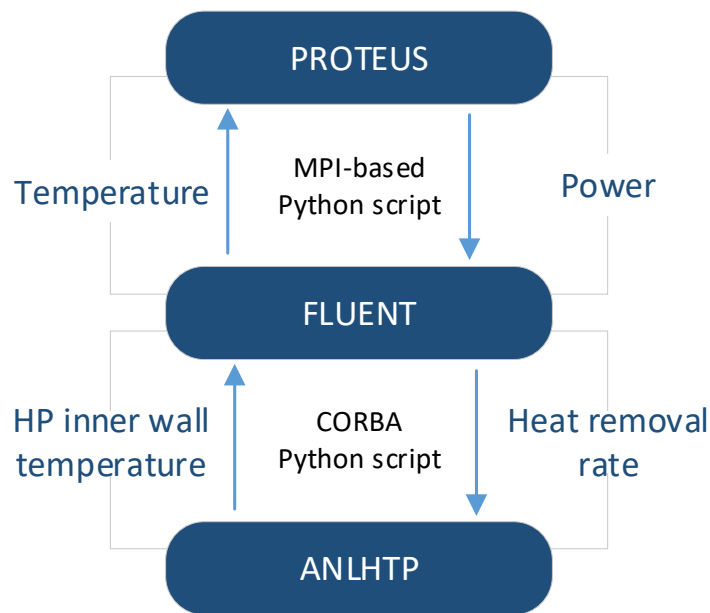 PROTEUS
Temperature
MPI-based
Python script
Power
FLUENT
HP inner wall
temperature
CORBA
Python script
Heat removal
rate
ANLHTP